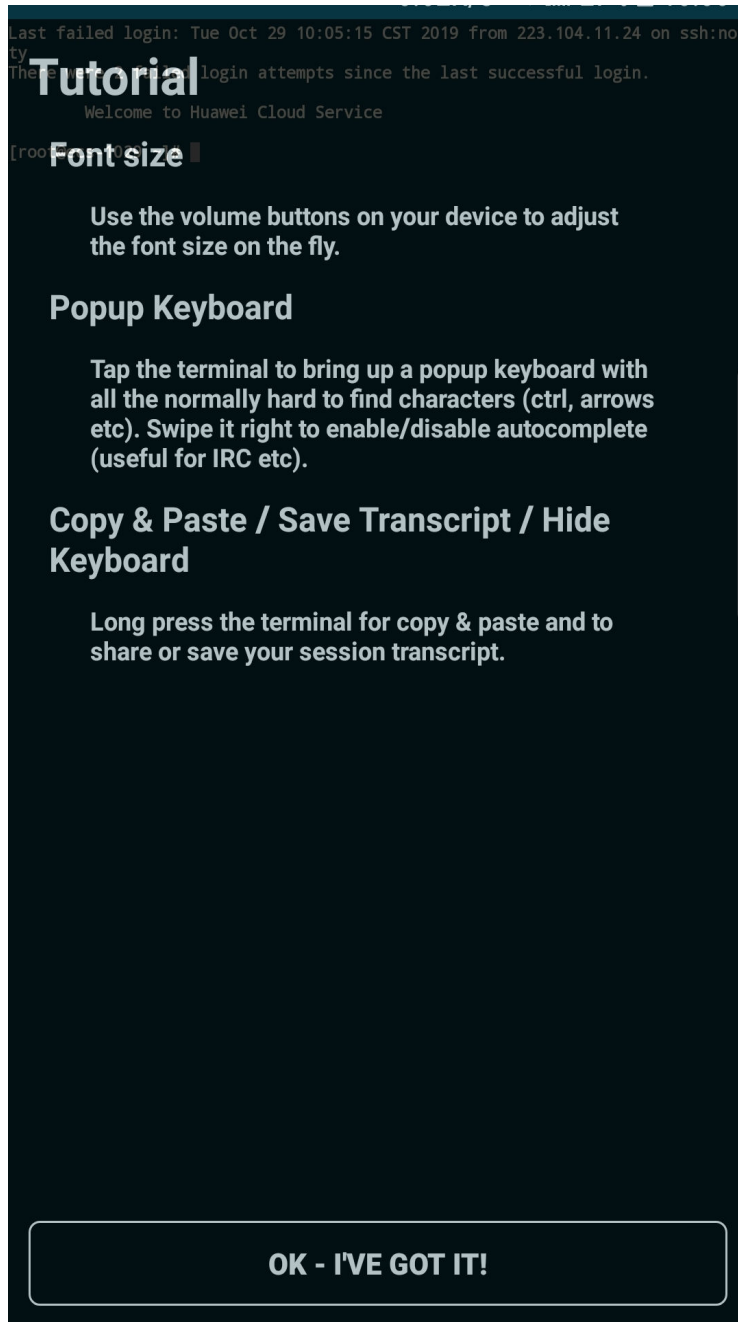 Last failed login: Tue Oct 29 10:05:15 CST 2019 from 223.104.11.24 on ssh:no
ty
Tutorial
login attempts since the last successful login.
Welcome to Huawei Cloud Service
Font size
Use the volume buttons on your device to adjust
the font size on the fly.
Popup Keyboard
Tap the terminal to bring up a popup keyboard with
all the normally hard to find characters (ctrl, arrows
etc). Swipe it right to enable/disable autocomplete
(useful for IRC etc).
Copy & Paste / Save Transcript / Hide
Keyboard
Long press the terminal for copy & paste and to
share or save your session transcript.
OK - I'VE GOT IT!